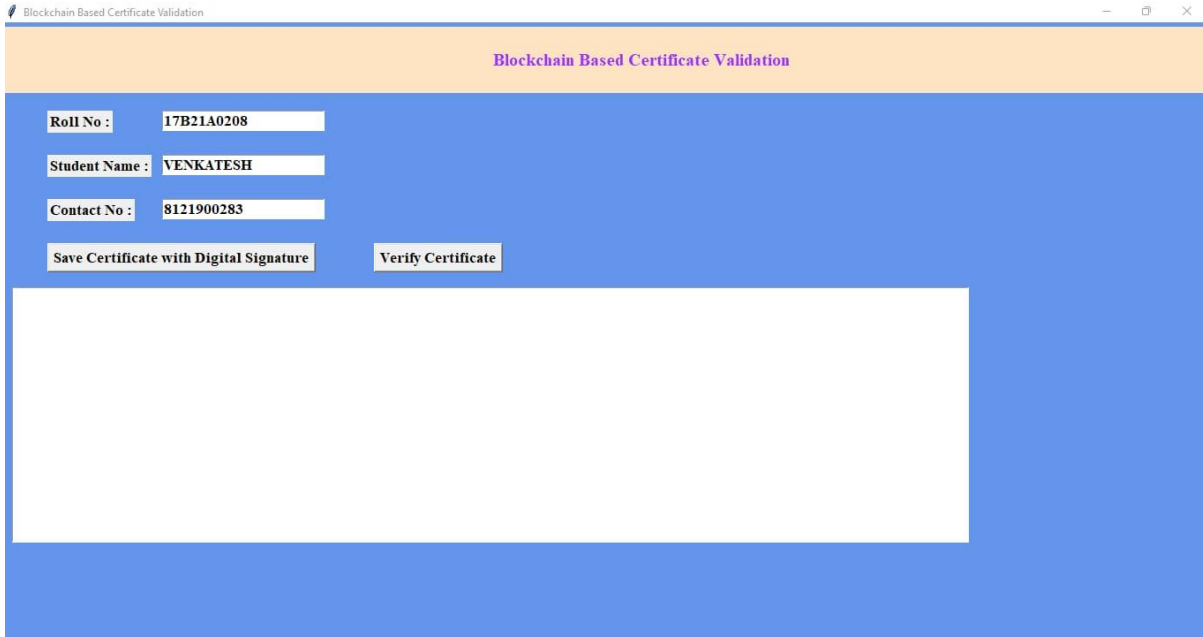 Blockchain Based Certificate Validation
Blockchain Based Certificate Validation
Roll No : 17B21A0208
Student Name : VENKATESH
Contact No : 8121900283
Save Certificate with Digital Signature Verify Certificate